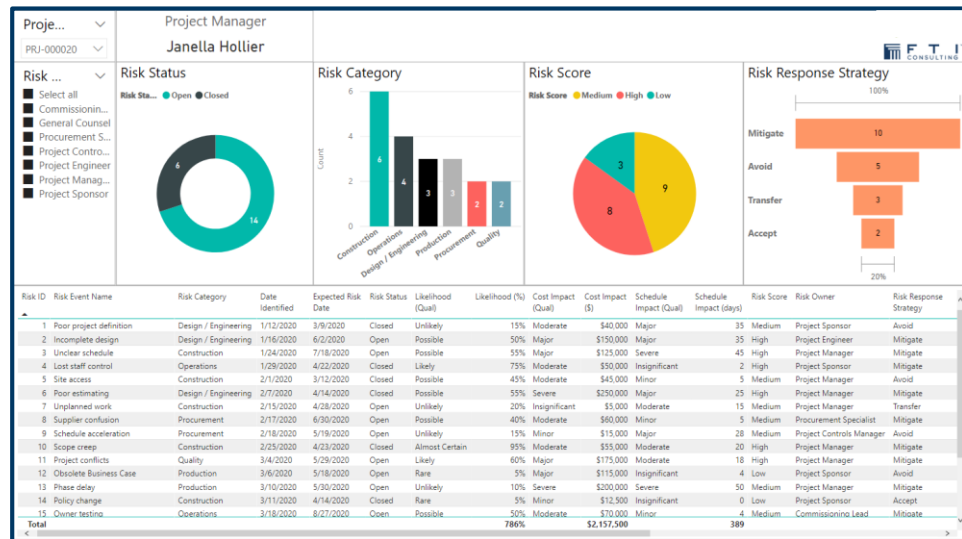 Proje...
PRJ-000020
Project Manager
Janella Hollier
F T I
CONSULTING
Risk ...
Select all
Commissionin...
General Counsel
Procurement S...
Project Contro...
Project Engineer
Project Manag...
Project Sponsor
Risk Status
Risk Sta... Open Closed
6
14
Risk Category
Count
6
4
2
0
6
4
3
3
2
2
Construction
Operations
Design / Engineering
Production
Procurement
Quality
Risk Score
Risk Score Medium High Low
3
9
8
Risk Response Strategy
100%
Mitigate 10
Avoid 5
Transfer 3
Accept 2
20%
Risk ID Risk Event Name Risk Category Date Identified Expected Risk Date Risk Status Likelihood (Qual) Likelihood (%) Cost Impact (Qual) Cost Impact ($) Schedule Impact (Qual) Schedule Impact (days) Risk Score Risk Owner Risk Response Strategy
1 Poor project definition Design / Engineering 1/12/2020 3/9/2020 Closed Unlikely 15% Moderate $40,000 Major 35 Medium Project Sponsor Avoid
2 Incomplete design Design / Engineering 1/16/2020 6/2/2020 Open Possible 50% Major $150,000 Major 35 High Project Engineer Mitigate
3 Unclear schedule Construction 1/24/2020 7/18/2020 Open Possible 55% Major $125,000 Severe 45 High Project Manager Mitigate
4 Lost staff control Operations 1/29/2020 4/22/2020 Closed Likely 75% Moderate $50,000 Insignificant 2 High Project Sponsor Mitigate
5 Site access Construction 2/1/2020 3/12/2020 Closed Possible 45% Moderate $45,000 Minor 5 Medium Project Manager Avoid
6 Poor estimating Design / Engineering 2/7/2020 4/14/2020 Closed Possible 55% Severe $250,000 Major 25 High Project Manager Mitigate
7 Unplanned work Construction 2/15/2020 4/28/2020 Open Unlikely 20% Insignificant $5,000 Moderate 15 Medium Project Manager Transfer
8 Supplier confusion Procurement 2/17/2020 6/30/2020 Open Possible 40% Moderate $60,000 Minor 5 Medium Procurement Specialist Mitigate
9 Schedule acceleration Procurement 2/18/2020 5/19/2020 Open Unlikely 15% Minor $15,000 Major 28 Medium Project Controls Manager Avoid
10 Scope creep Construction 2/25/2020 4/23/2020 Closed Almost Certain 95% Moderate $55,000 Moderate 20 High Project Manager Mitigate
11 Project conflicts Quality 3/4/2020 5/29/2020 Open Likely 60% Major $175,000 Moderate 18 High Project Manager Mitigate
12 Obsolete Business Case Production 3/6/2020 5/18/2020 Open Rare 5% Major $115,000 Insignificant 4 Low Project Sponsor Avoid
13 Phase delay Production 3/10/2020 5/30/2020 Open Unlikely 10% Severe $200,000 Severe 50 Medium Project Manager Mitigate
14 Policy change Construction 3/11/2020 4/14/2020 Closed Rare 5% Minor $12,500 Insignificant 0 Low Project Sponsor Accept
15 Owner testing Operations 3/18/2020 8/27/2020 Open Possible 50% Moderate $70,000 Minor 4 Medium Commissioning Lead Mitigate
Total 786% $2,157,500 389